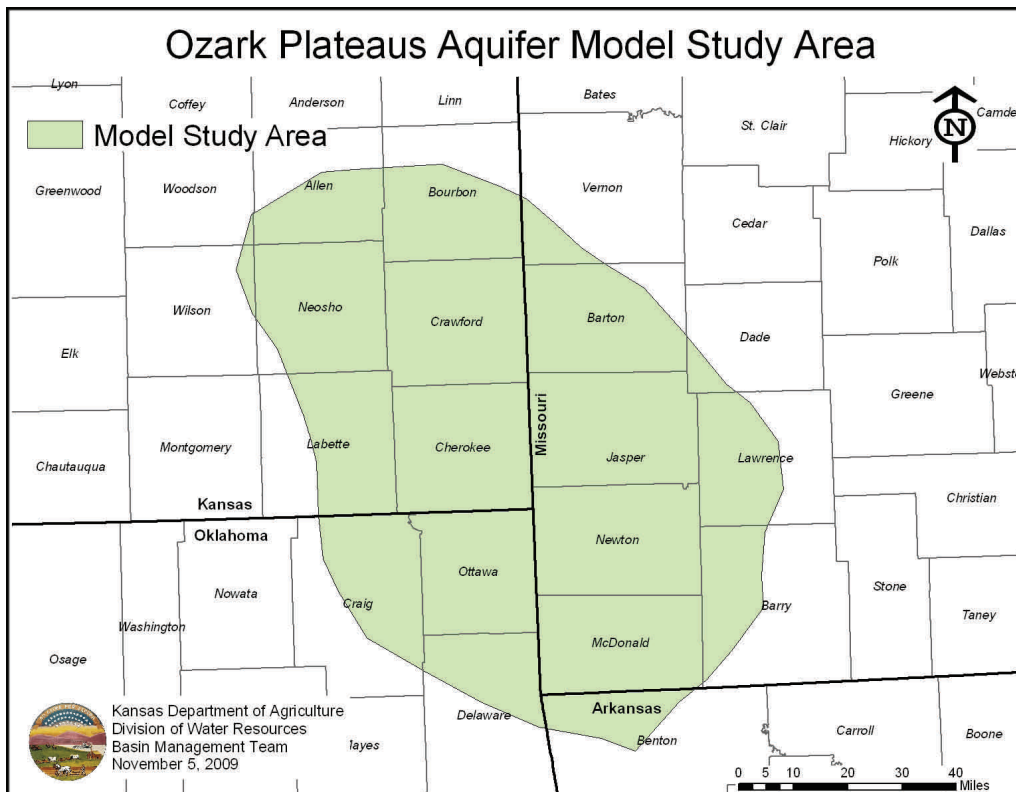 Ozark Plateaus Aquifer Model Study Area
Lyon
Coffey
Anderson
Linn
Bates
St. Clair
Hickory
Camde
N
Model Study Area
Greenwood
Woodson
Allen
Bourbon
Vernon
Cedar
Dallas
Polk
Wilson
Neosho
Crawford
Barton
Dade
Elk
Greene
Webste
Missouri
Chautauqua
Montgomery
Labette
Cherokee
Jasper
Lawrence
Christian
Kansas
Oklahoma
Nowata
Ottawa
Newton
Stone
Taney
Washington
Craig
Barry
Osage
McDonald
Kansas Department of Agriculture
Division of Water Resources
Basin Management Team
November 5, 2009
Mayes
Delaware
Arkansas
Benton
Carroll
Boone
0 5 10 20 30 40
Miles